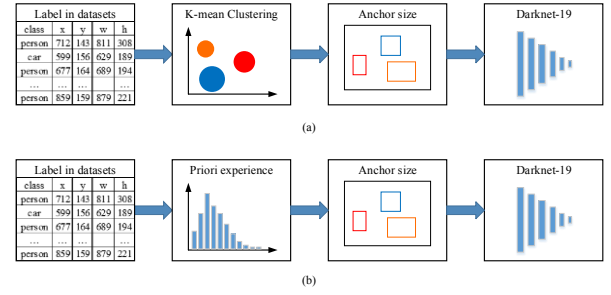 Label in datasets K-mean Clustering Anchor size Darknet-19
class x y w h
person 712 143 811 308
car 599 156 629 189
person 677 164 689 194
... ... ... ... ...
person 859 159 879 221
(a)
Label in datasets Priori experience Anchor size Darknet-19
class x y w h
person 712 143 811 308
car 599 156 629 189
person 677 164 689 194
... ... ... ... ...
person 859 159 879 221
(b)